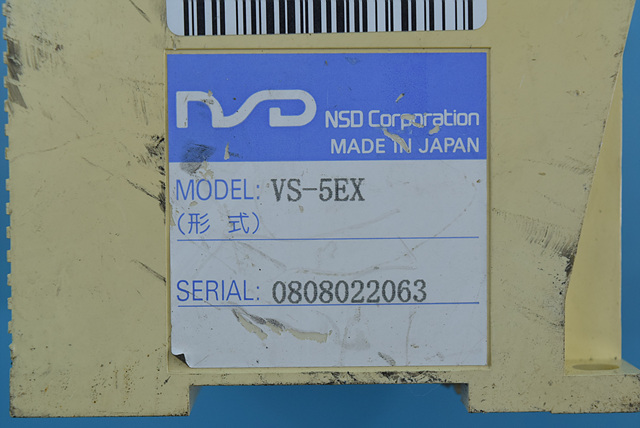 NSD
NSD Corporation
MADE IN JAPAN
MODEL: VS-5EX
(形 式)
SERIAL: 0808022063